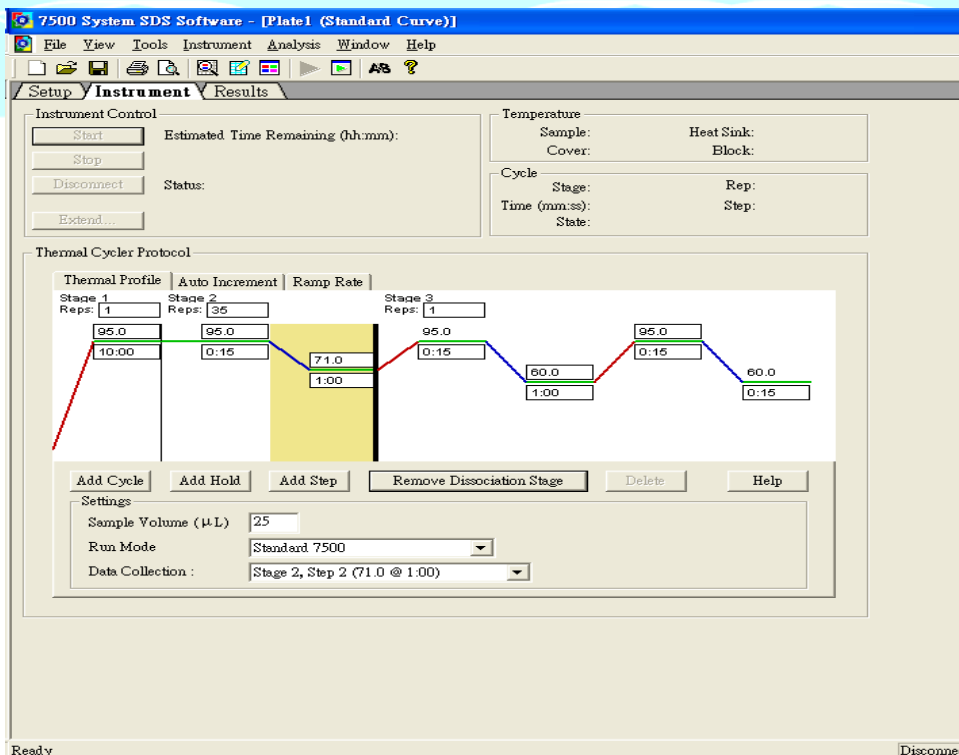 7500 System SDS Software - [Plate1 (Standard Curve)]
File View Tools Instrument Analysis Window Help
Setup Instrument Results
Instrument Control
Start Estimated Time Remaining (hh:mm):
Stop
Disconnect Status:
Extend...
Temperature
Sample: Heat Sink:
Cover: Block:
Cycle
Stage: Rep:
Time (mm:ss): Step:
State:
Thermal Cycler Protocol
Thermal Profile Auto Increment Ramp Rate
Stage 1 Stage 2 Stage 3
Reps: 1 Reps: 35 Reps: 1
95.0 95.0 95.0 95.0
10:00 0:15 0:15 0:15
71.0 60.0 60.0
1:00 1:00 0:15
Add Cycle Add Hold Add Step Remove Dissociation Stage Delete Help
Settings
Sample Volume (μL) 25
Run Mode Standard 7500
Data Collection : Stage 2, Step 2 (71.0 @ 1:00)
Ready Disconne